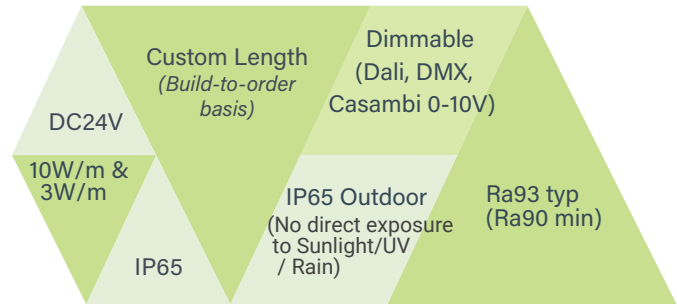 Custom Length
(Build-to-order
basis)
Dimmable
(Dali, DMX,
Casambi 0-10V)
DC24V
10W/m &
3W/m
IP65
IP65 Outdoor
(No direct exposure
to Sunlight/UV
/ Rain)
Ra93 typ
(Ra90 min)